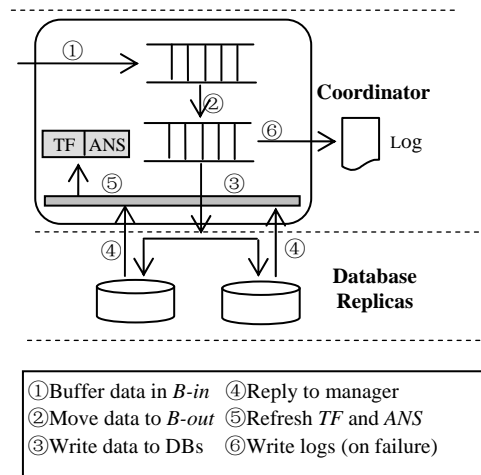 ①
②
Coordinator
⑥
Log
TF ANS
⑤ ③
④ ④
Database
Replicas
①Buffer data in B-in ④Reply to manager
②Move data to B-out ⑤Refresh TF and ANS
③Write data to DBs ⑥Write logs (on failure)